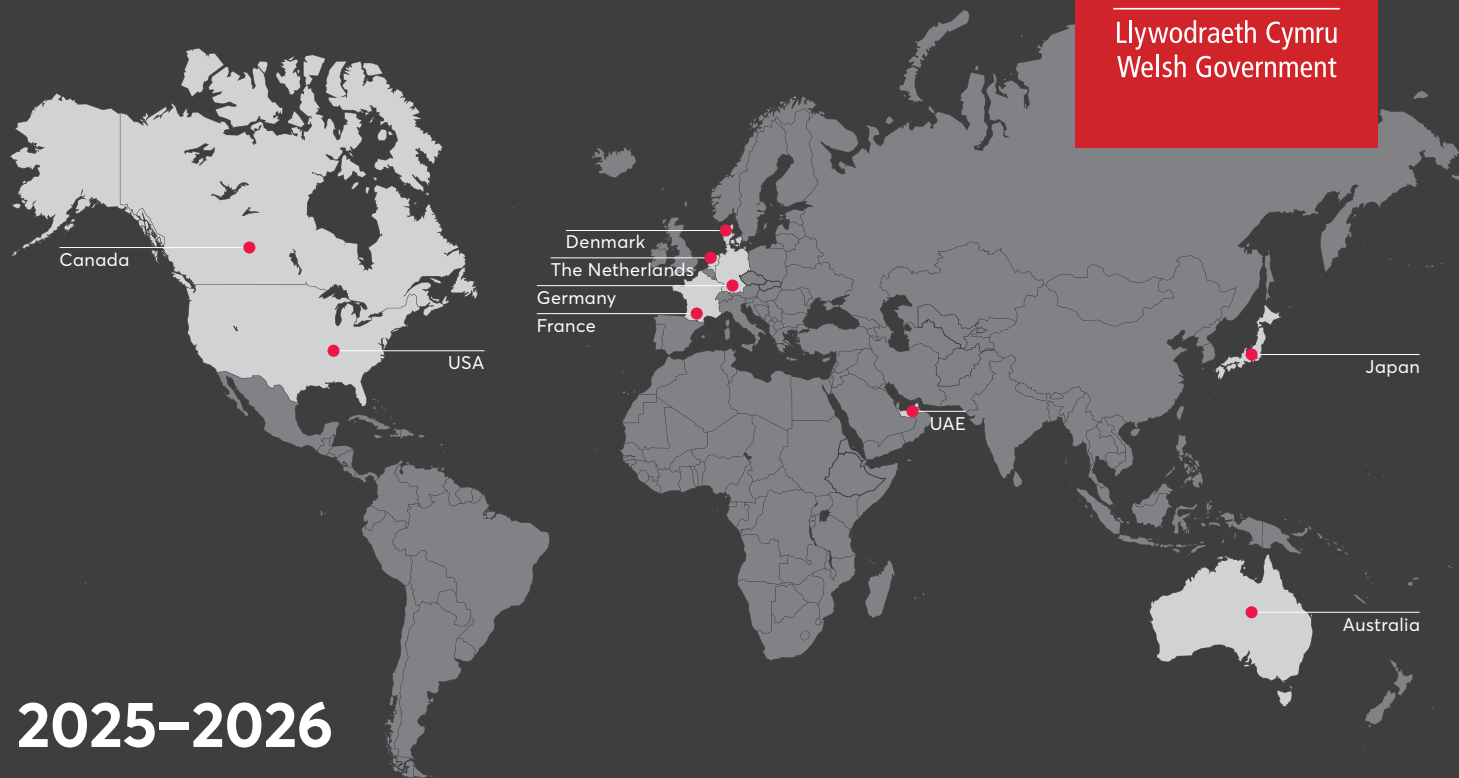 Llywodraeth Cymru
Welsh Government
Canada
Denmark
The Netherlands
Germany
France
USA
Japan
UAE
Australia
2025–2026